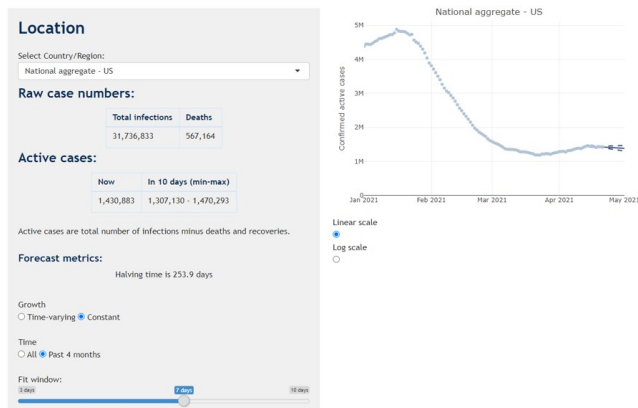 Location
Select Country/Region:
National aggregate - US
Raw case numbers:
Total infections Deaths
31,736,833 567,164
Active cases:
Now In 10 days (min-max)
1,430,883 1,307,130 - 1,470,293
Active cases are total number of infections minus deaths and recoveries.
Forecast metrics:
Halving time is 253.9 days
Growth
Time-varying Constant
Time
All Past 4 months
Fit window:
3 days 7 days 10 days
National aggregate - US
Confirmed active cases
5M
4M
3M
2M
1M
0
Jan 2021 Feb 2021 Mar 2021 Apr 2021 May 2021
Linear scale
Log scale